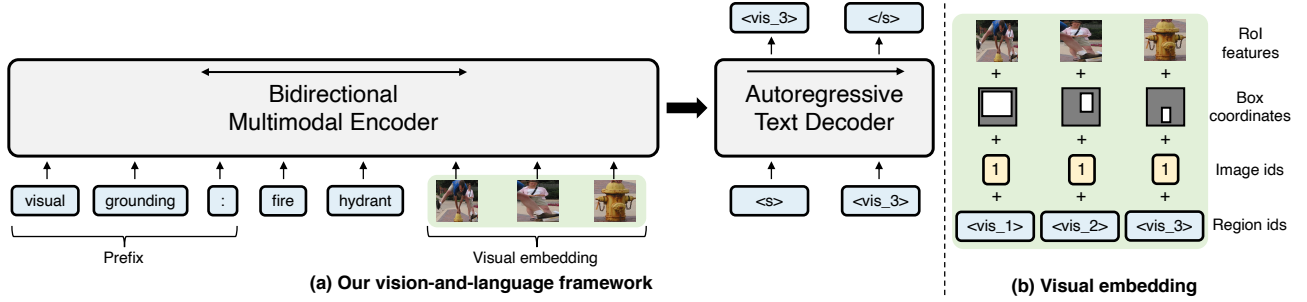 <vis_3>
</s>
Bidirectional
Multimodal Encoder
Autoregressive
Text Decoder
visual
grounding
:
fire
hydrant
<s>
<vis_3>
Prefix
Visual embedding
(a) Our vision-and-language framework
RoI
features
+ + +
Box
coordinates
+ + +
1 1 1
Image ids
+ + +
<vis_1> <vis_2> <vis_3>
Region ids
(b) Visual embedding